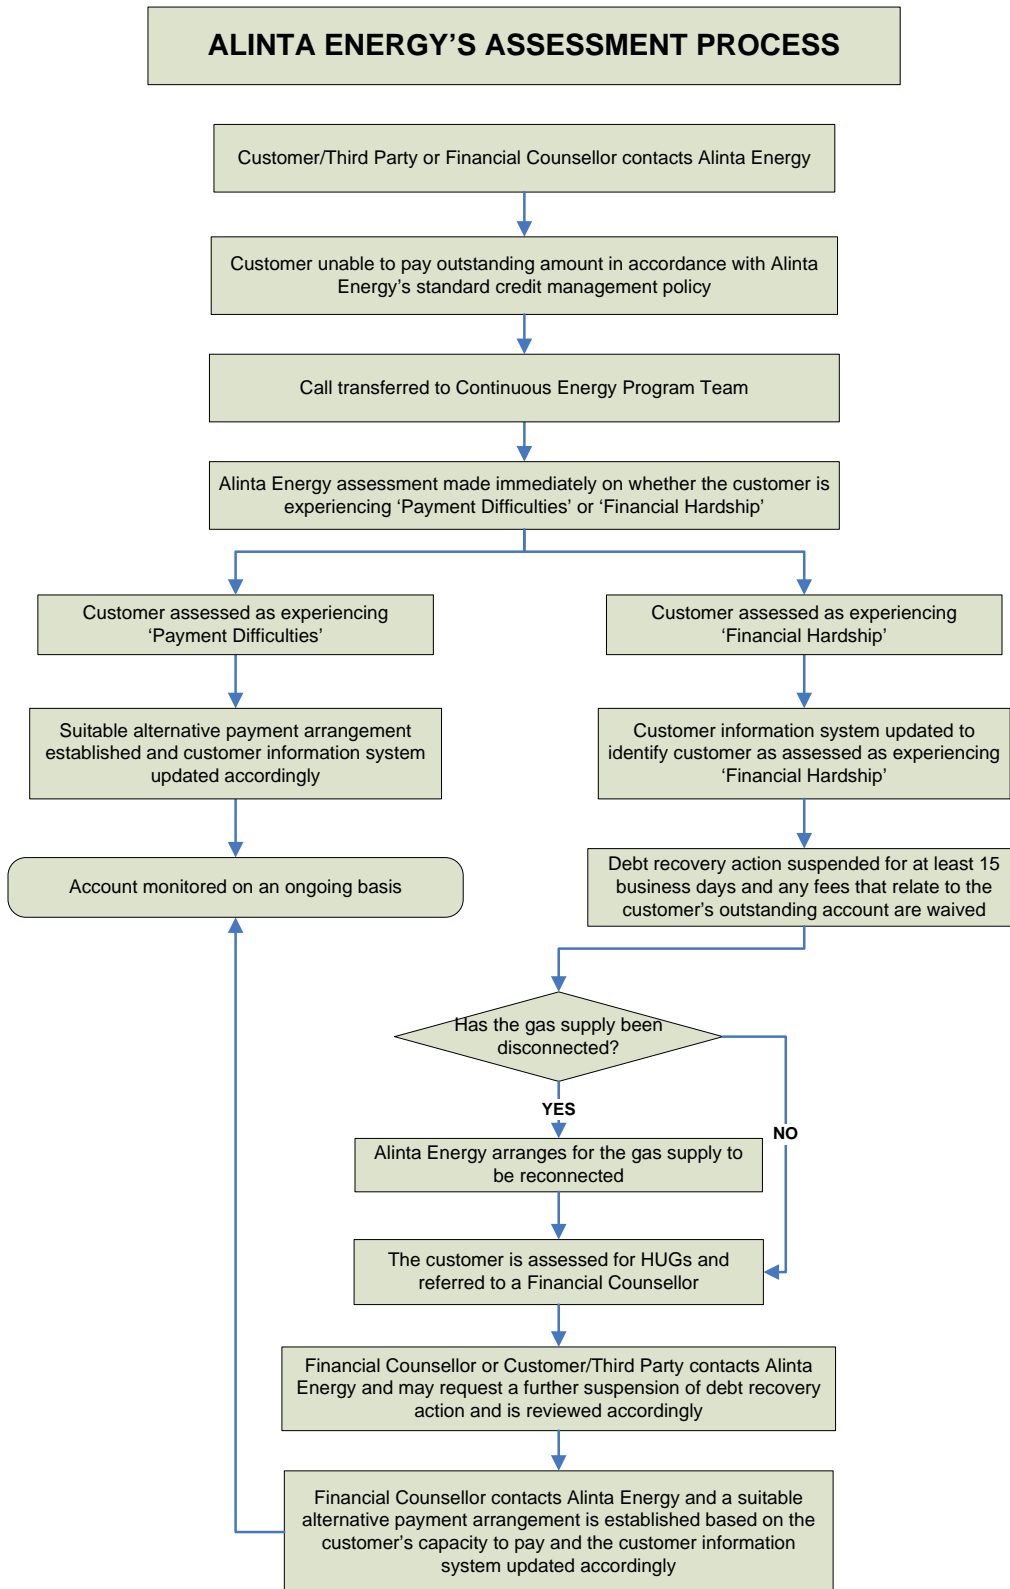 ALINTA ENERGY’S ASSESSMENT PROCESS
Customer/Third Party or Financial Counsellor contacts Alinta Energy
Customer unable to pay outstanding amount in accordance with Alinta
Energy’s standard credit management policy
Call transferred to Continuous Energy Program Team
Alinta Energy assessment made immediately on whether the customer is
experiencing ‘Payment Difficulties’ or ‘Financial Hardship’
Customer assessed as experiencing
‘Payment Difficulties’
Customer assessed as experiencing
‘Financial Hardship’
Suitable alternative payment arrangement
established and customer information system
updated accordingly
Customer information system updated to
identify customer as assessed as experiencing
‘Financial Hardship’
Account monitored on an ongoing basis
Debt recovery action suspended for at least 15
business days and any fees that relate to the
customer’s outstanding account are waived
Has the gas supply been
disconnected?
YES
NO
Alinta Energy arranges for the gas supply to
be reconnected
The customer is assessed for HUGs and
referred to a Financial Counsellor
Financial Counsellor or Customer/Third Party contacts Alinta
Energy and may request a further suspension of debt recovery
action and is reviewed accordingly
Financial Counsellor contacts Alinta Energy and a suitable
alternative payment arrangement is established based on the
customer’s capacity to pay and the customer information
system updated accordingly